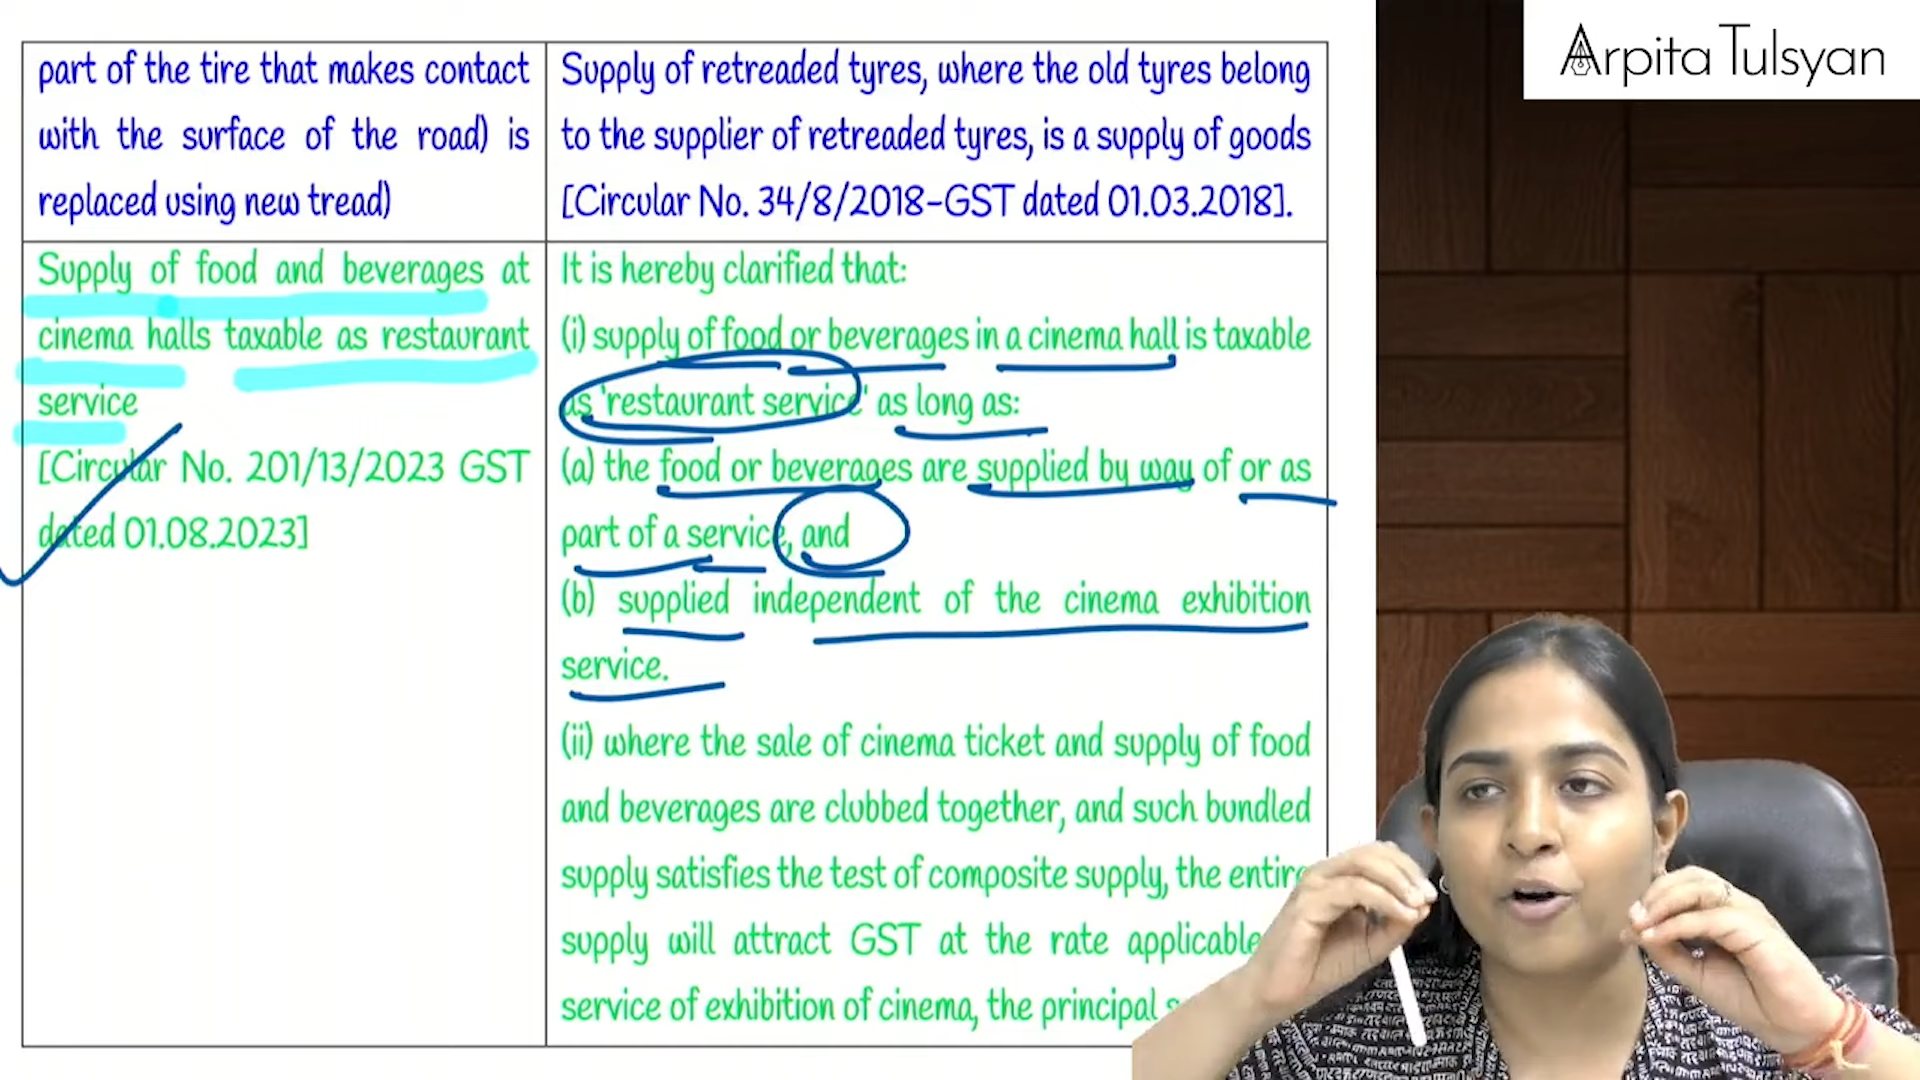 Arpita Tulsyan
part of the tire that makes contact
with the surface of the road) is
replaced using new tread)
Supply of retreaded tyres, where the old tyres belong
to the supplier of retreaded tyres, is a supply of goods
[Circular No. 34/8/2018-GST dated 01.03.2018].
Supply of food and beverages at
cinema halls taxable as restaurant
service
[Circular No. 201/13/2023 GST
dated 01.08.2023]
It is hereby clarified that:
(i) supply of food or beverages in a cinema hall is taxable
as 'restaurant service' as long as:
(a) the food or beverages are supplied by way of or as
part of a service, and
(b) supplied independent of the cinema exhibition
service.
(ii) where the sale of cinema ticket and supply of food
and beverages are clubbed together, and such bundled
supply satisfies the test of composite supply, the entire
supply will attract GST at the rate applicable
service of exhibition of cinema, the principal